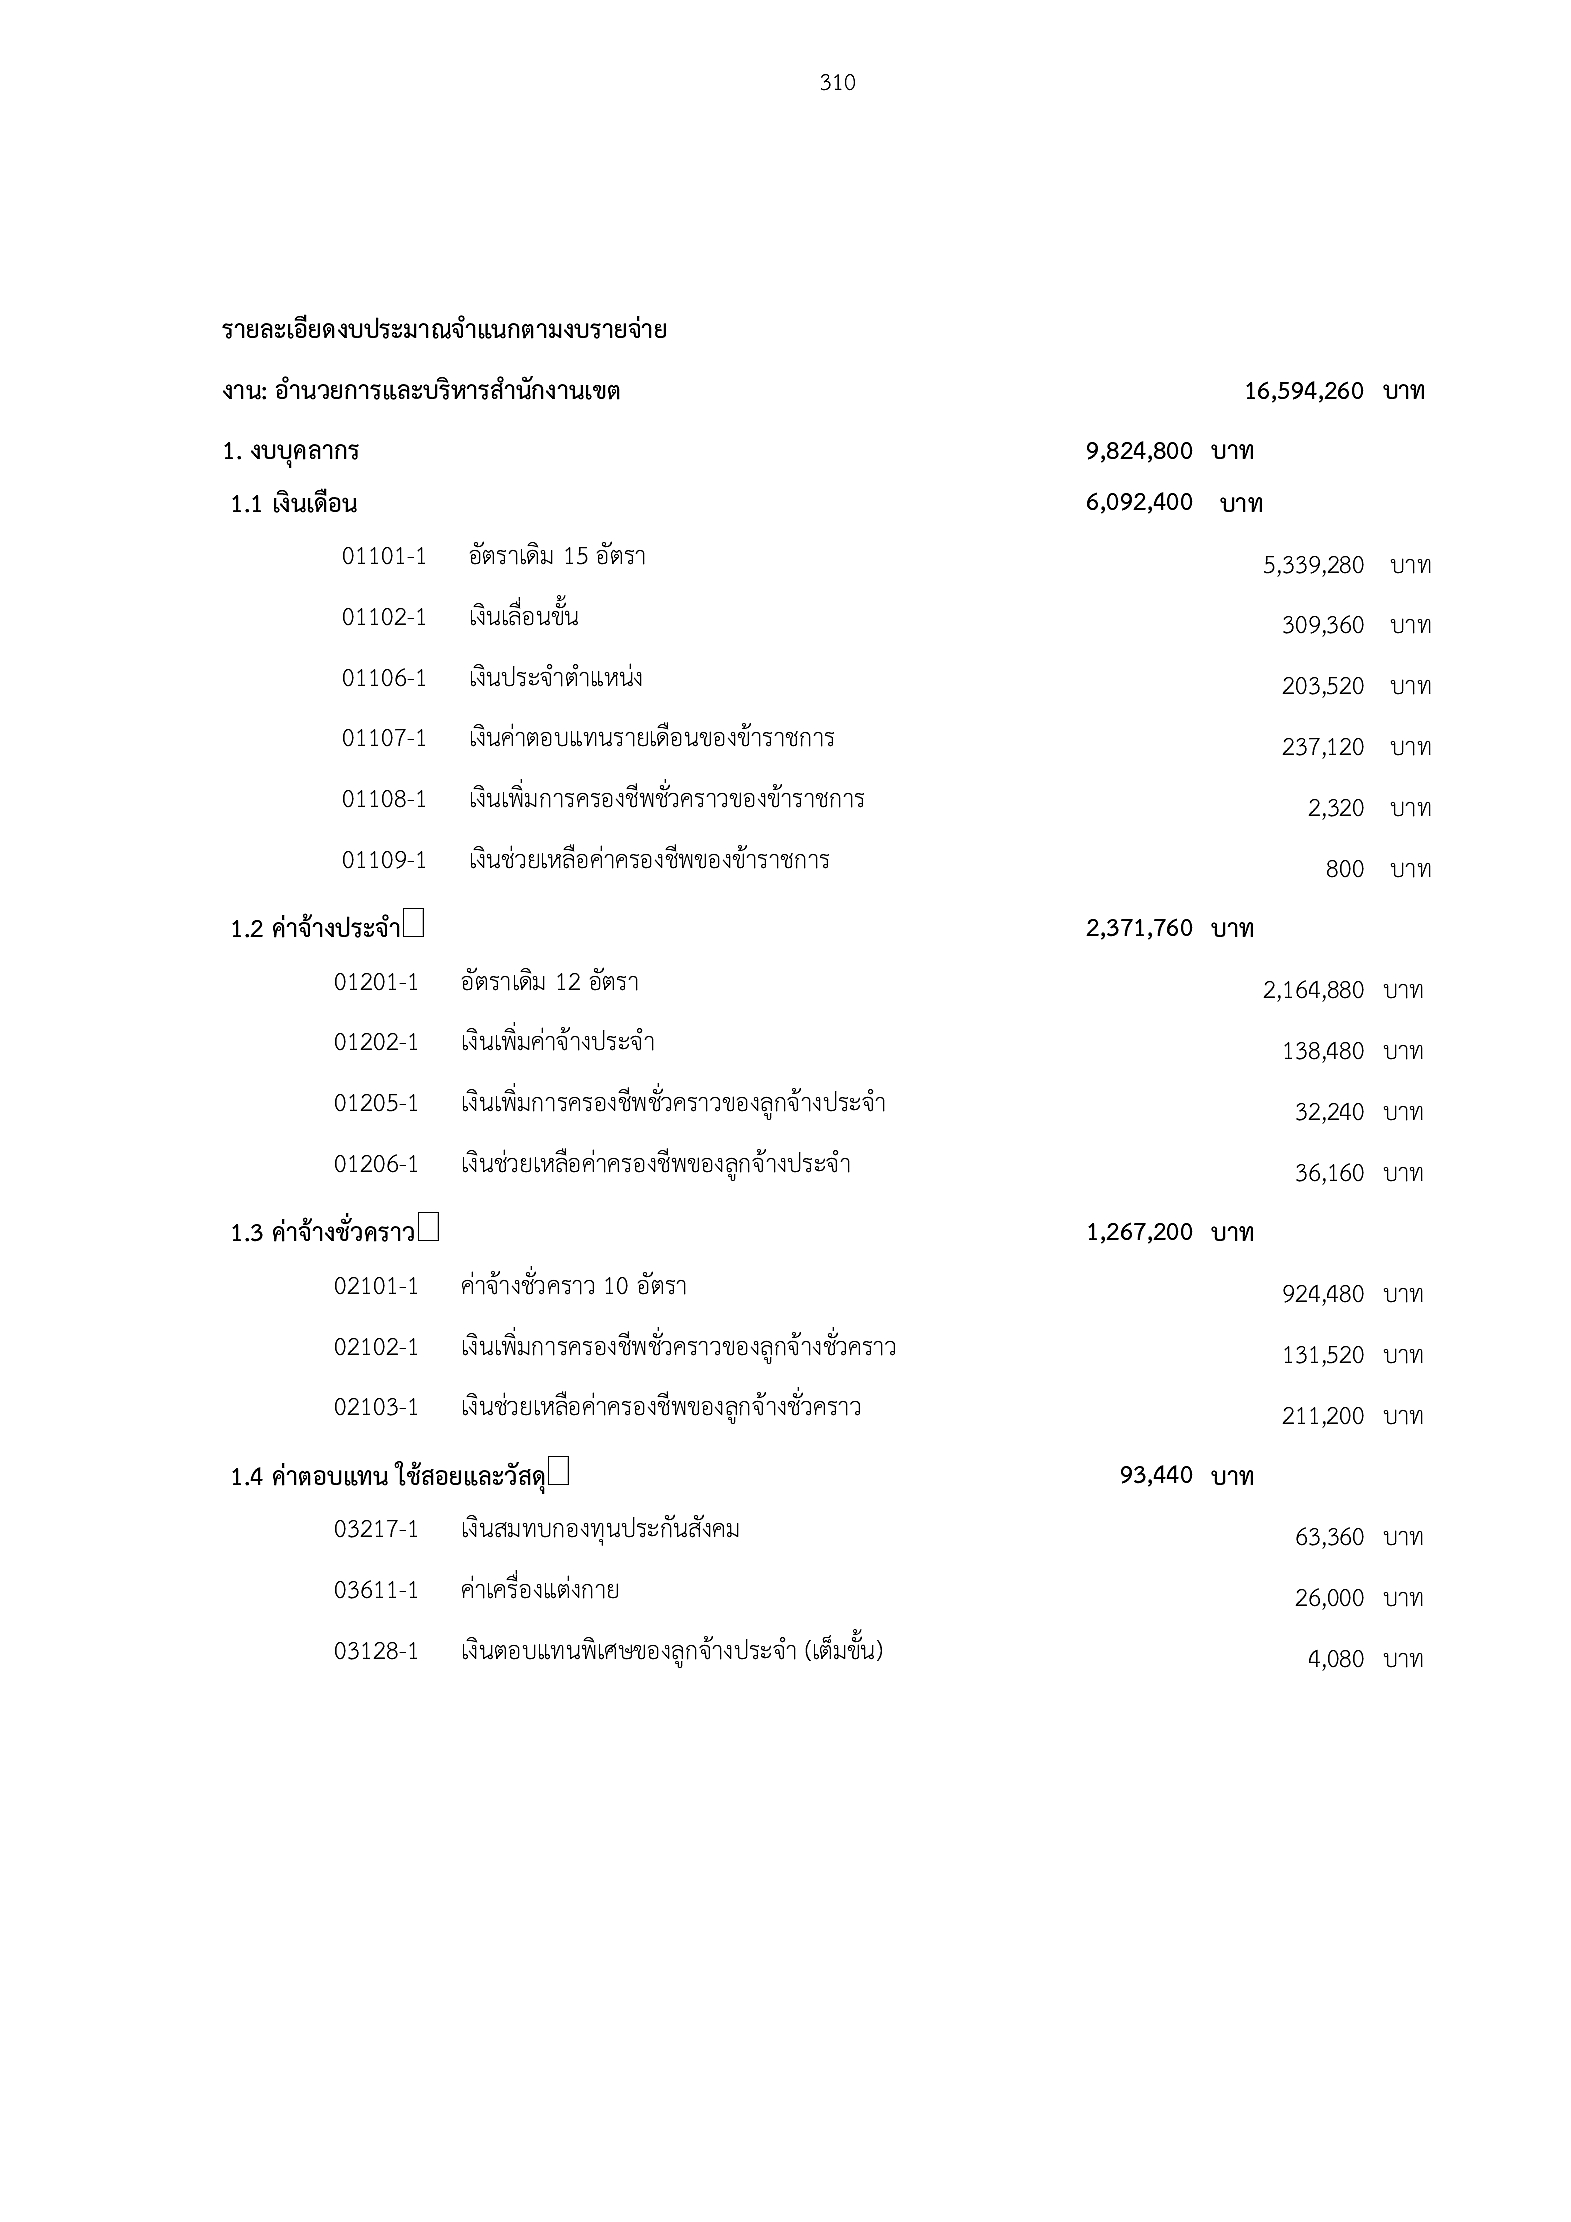 310
รายละเอียดงบประมาณจำแนกตามงบรายจ่าย
งาน: อำนวยการและบริหารสำนักงานเขต 16,594,260 บาท
1. งบบุคลากร 9,824,800 บาท
1.1 เงินเดือน 6,092,400 บาท
01101-1 อัตราเดิม 15 อัตรา 5,339,280 บาท
01102-1 เงินเลื่อนขั้น 309,360 บาท
01106-1 เงินประจำตำแหน่ง 203,520 บาท
01107-1 เงินค่าตอบแทนรายเดือนของข้าราชการ 237,120 บาท
01108-1 เงินเพิ่มการครองชีพชั่วคราวของข้าราชการ 2,320 บาท
01109-1 เงินช่วยเหลือค่าครองชีพของข้าราชการ 800 บาท
1.2 ค่าจ้างประจำ 2,371,760 บาท
01201-1 อัตราเดิม 12 อัตรา 2,164,880 บาท
01202-1 เงินเพิ่มค่าจ้างประจำ 138,480 บาท
01205-1 เงินเพิ่มการครองชีพชั่วคราวของลูกจ้างประจำ 32,240 บาท
01206-1 เงินช่วยเหลือค่าครองชีพของลูกจ้างประจำ 36,160 บาท
1.3 ค่าจ้างชั่วคราว 1,267,200 บาท
02101-1 ค่าจ้างชั่วคราว 10 อัตรา 924,480 บาท
02102-1 เงินเพิ่มการครองชีพชั่วคราวของลูกจ้างชั่วคราว 131,520 บาท
02103-1 เงินช่วยเหลือค่าครองชีพของลูกจ้างชั่วคราว 211,200 บาท
1.4 ค่าตอบแทน ใช้สอยและวัสดุ 93,440 บาท
03217-1 เงินสมทบกองทุนประกันสังคม 63,360 บาท
03611-1 ค่าเครื่องแต่งกาย 26,000 บาท
03128-1 เงินตอบแทนพิเศษของลูกจ้างประจำ (เต็มขั้น) 4,080 บาท